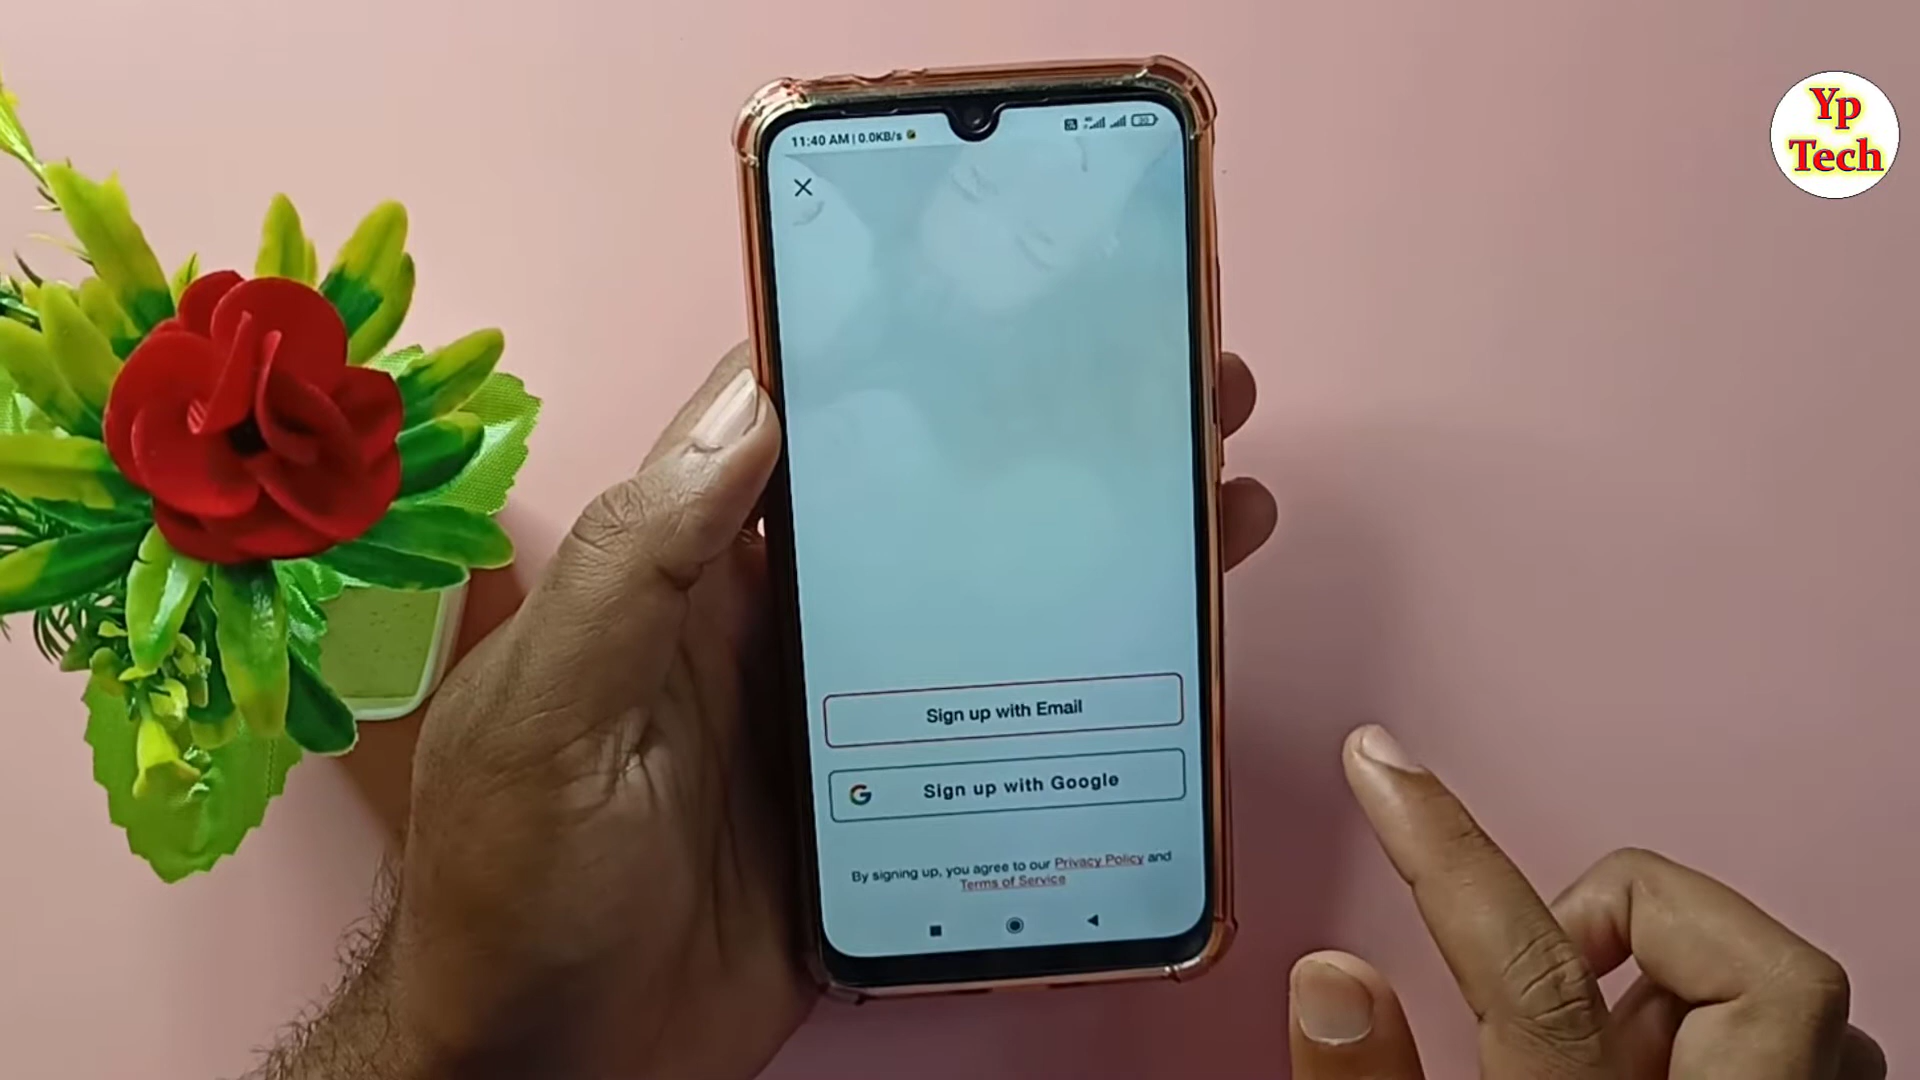 Yp
Tech
11:40 AM | 0.0KB/s
Sign up with Email
Sign up with Google
By signing up, you agree to our Privacy Policy and
Terms of Service